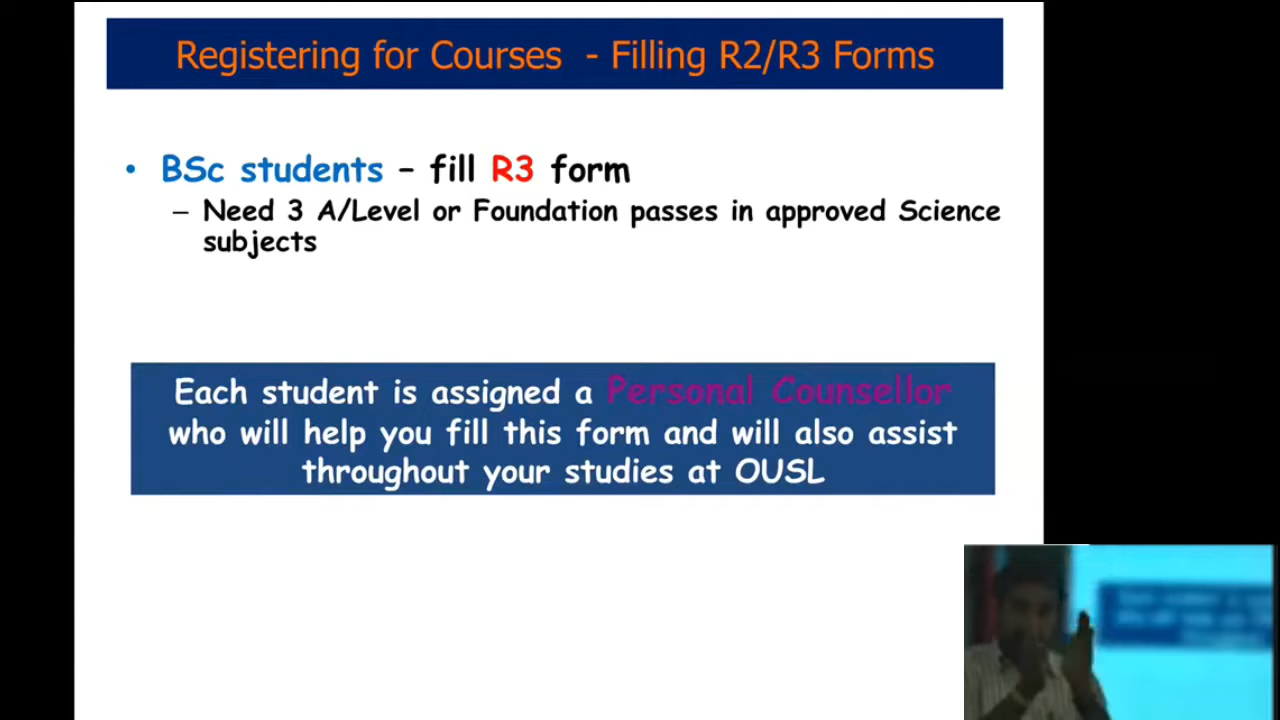 Registering for Courses - Filling R2/R3 Forms
• BSc students – fill R3 form
– Need 3 A/Level or Foundation passes in approved Science
subjects
Each student is assigned a Personal Counsellor
who will help you fill this form and will also assist
throughout your studies at OUSL